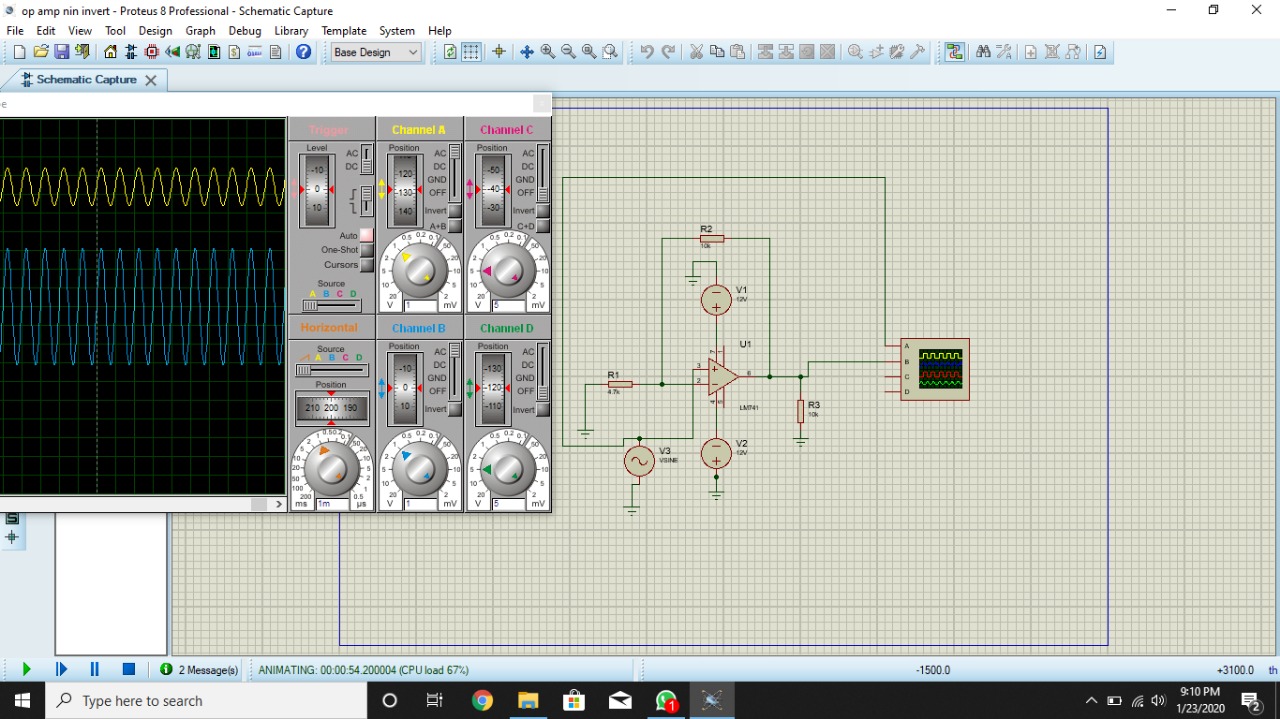 op amp nin invert - Proteus 8 Professional - Schematic Capture
File Edit View Tool Design Graph Debug Library Template System Help
Base Design
Schematic Capture
e
Trigger
Level
AC
DC
-10
0
10
Auto
One-Shot
Cursors
Source
A B C D
Channel A
Position
AC
DC
GND
OFF
-120
-130
140
Invert
A+B
V 1 mV
Channel C
Position
AC
DC
GND
OFF
-50
-40
-30
Invert
C+D
V 5 mV
Horizontal
Source
A B C D
Position
210 200 190
ms 1m µs
Channel B
Position
AC
DC
GND
OFF
-10
0
10
Invert
V 1 mV
Channel D
Position
AC
DC
GND
OFF
-130
-120
-110
Invert
V 5 mV
R2
10k
V1
12V
U1
7 1
3
2
6
4 5
LM741
R1
4.7k
R3
10k
V3
VSINE
V2
12V
A
B
C
D
2 Message(s) ANIMATING: 00:00:54.200004 (CPU load 67%) -1500.0 +3100.0 th
Type here to search
1
9:10 PM
1/23/2020
2